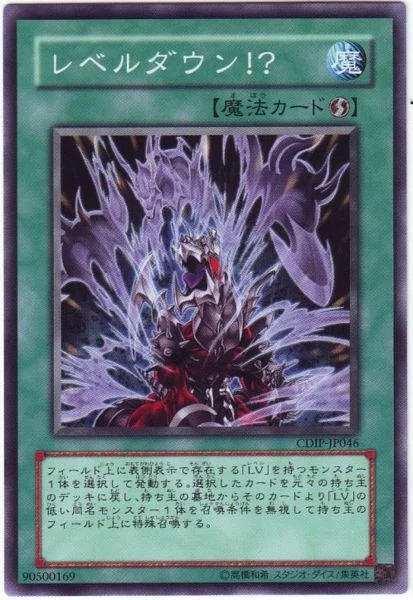 レベルダウン!?
魔
【魔法カード】
CDIP-JP046
フィールド上に表側表示で存在する「LV」を持つモンスター
1体を選択して発動する。選択したカードを元々の持ち主
のデッキに戻し、持ち主の墓地からそのカードより「LV」の
低い同名モンスター1体を召喚条件を無視して持ち主の
フィールド上に特殊召喚する。
90500169
©高橋和希 スタジオ・ダイス/集英社